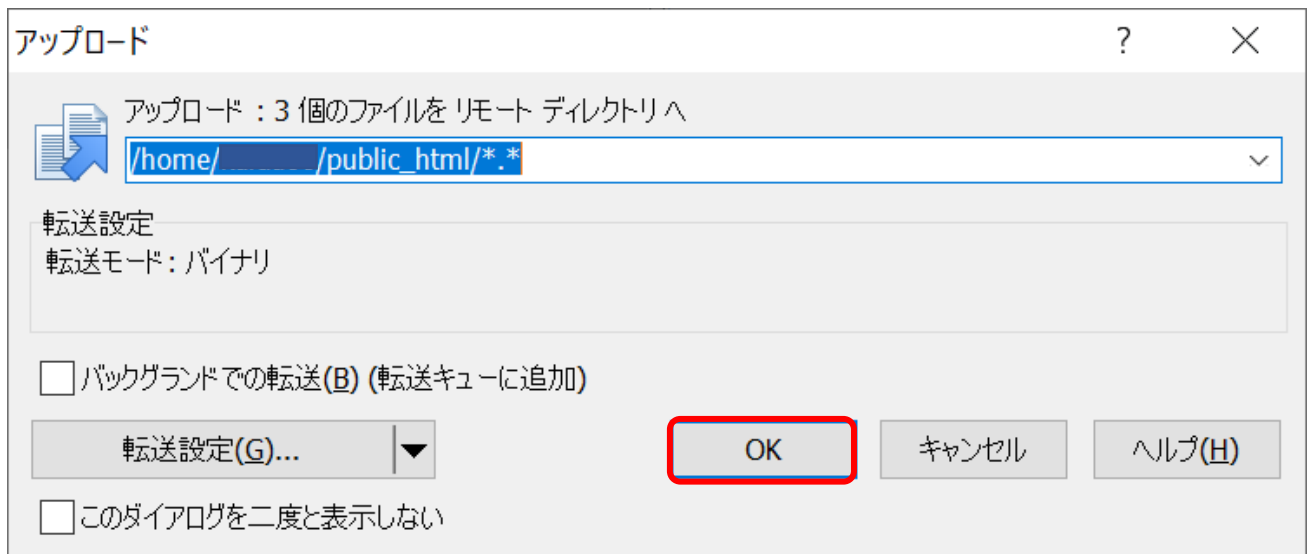 アップロード
アップロード : 3 個のファイルを リモート ディレクトリ へ
/home/ /public_html/*.*
転送設定
転送モード : バイナリ
バックグランドでの転送(B) (転送キューに追加)
転送設定(G)... OK キャンセル ヘルプ(H)
このダイアログを二度と表示しない